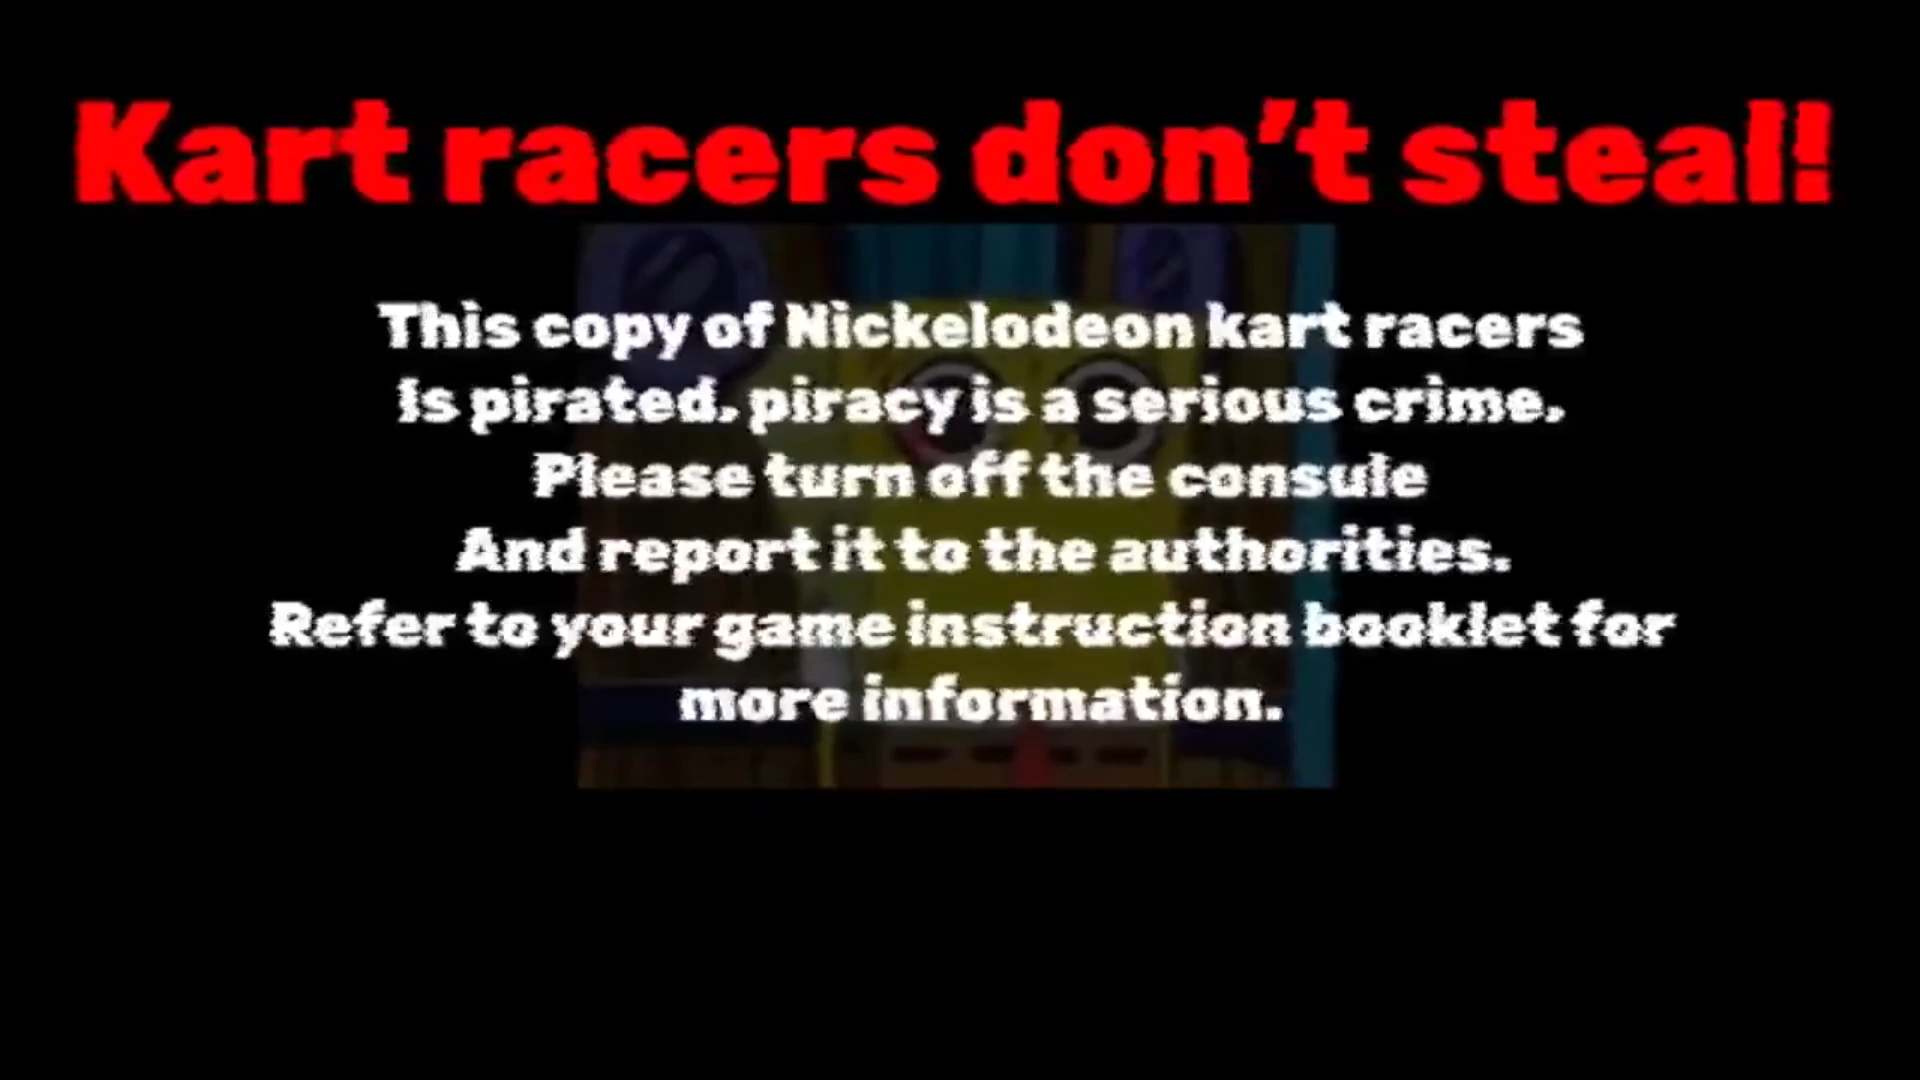 Kart racers don't steal!
This copy of Nickelodeon kart racers
is pirated. piracy is a serious crime.
Please turn off the consule
And report it to the authorities.
Refer to your game instruction booklet for
more information.